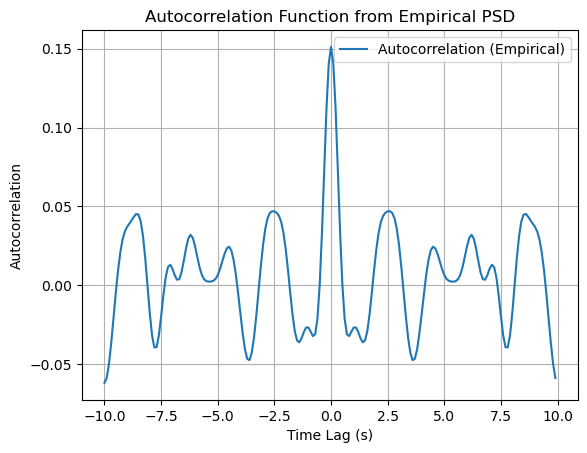 Autocorrelation Function from Empirical PSD
Autocorrelation (Empirical)
0.15
0.10
0.05
0.00
−0.05
Autocorrelation
−10.0 −7.5 −5.0 −2.5 0.0 2.5 5.0 7.5 10.0
Time Lag (s)